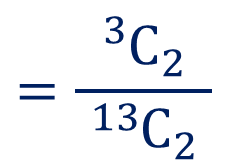 = ³C₂
¹³C₂